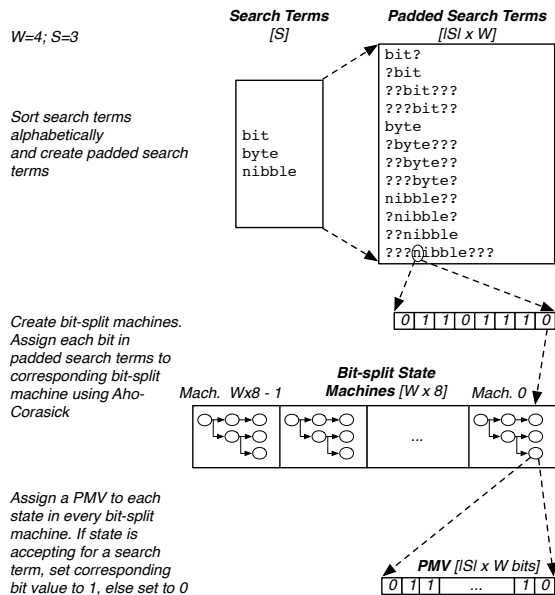 W=4; S=3
Search Terms
[S]
Padded Search Terms
[|S| x W]
Sort search terms
alphabetically
and create padded search
terms
bit
byte
nibble
bit?
?bit
??bit???
???bit??
byte
?byte???
??byte??
???byte?
nibble??
?nibble?
??nibble
???nibble???
0 1 1 0 1 1 1 0
Create bit-split machines.
Assign each bit in
padded search terms to
corresponding bit-split
machine using Aho-
Corasick
Bit-split State
Machines [W x 8]
Mach. Wx8 - 1
Mach. 0
...
Assign a PMV to each
state in every bit-split
machine. If state is
accepting for a search
term, set corresponding
bit value to 1, else set to 0
PMV [|S| x W bits]
0 1 1 ... 1 0